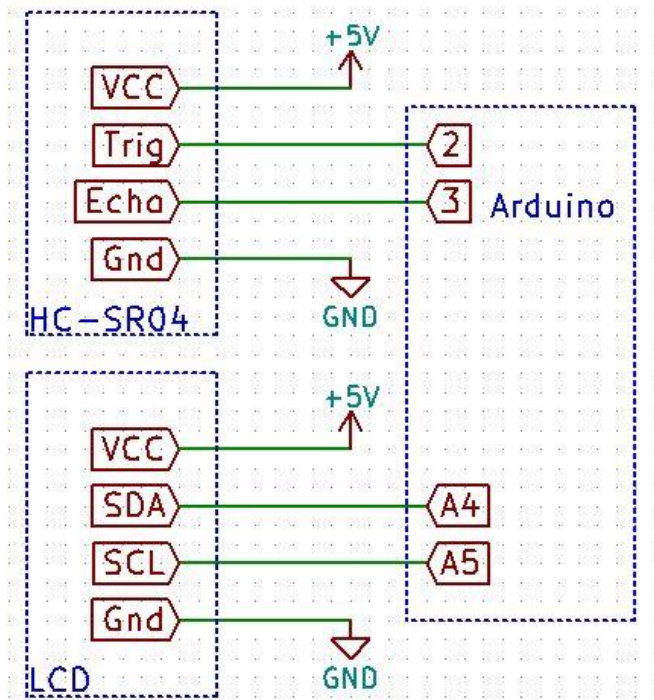 +5V
VCC
Trig
2
Echo
3
Arduino
Gnd
HC-SR04
GND
+5V
VCC
SDA
A4
SCL
A5
Gnd
LCD
GND